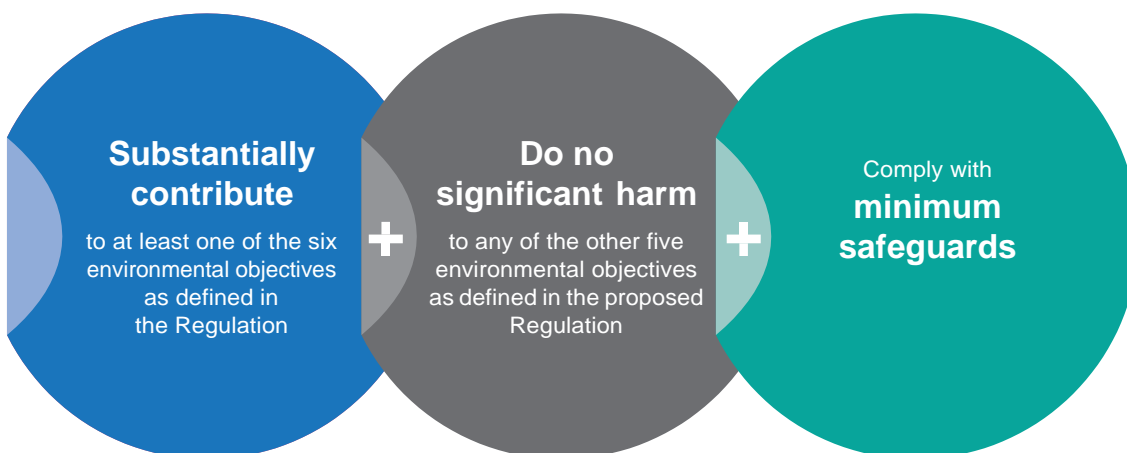 Substantially
contribute
to at least one of the six
environmental objectives
as defined in
the Regulation
+
Do no
significant harm
to any of the other five
environmental objectives
as defined in the proposed
Regulation
+
Comply with
minimum
safeguards